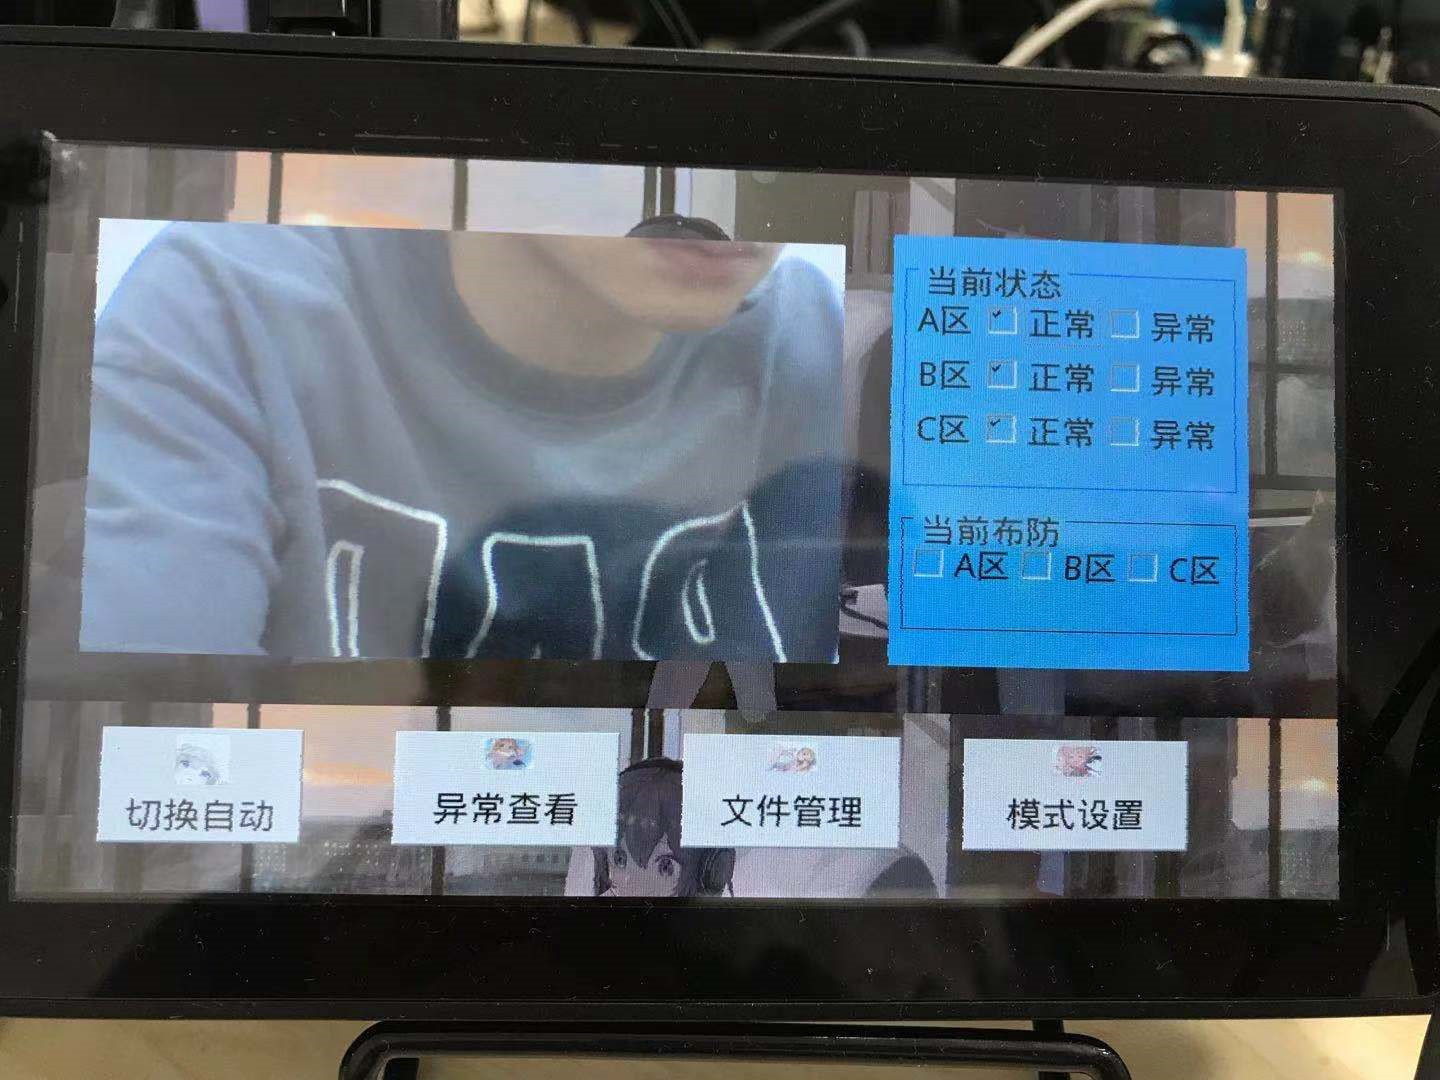 当前状态
A区 正常 异常
B区 正常 异常
C区 正常 异常
当前布防
A区 B区 C区
切换自动
异常查看
文件管理
模式设置